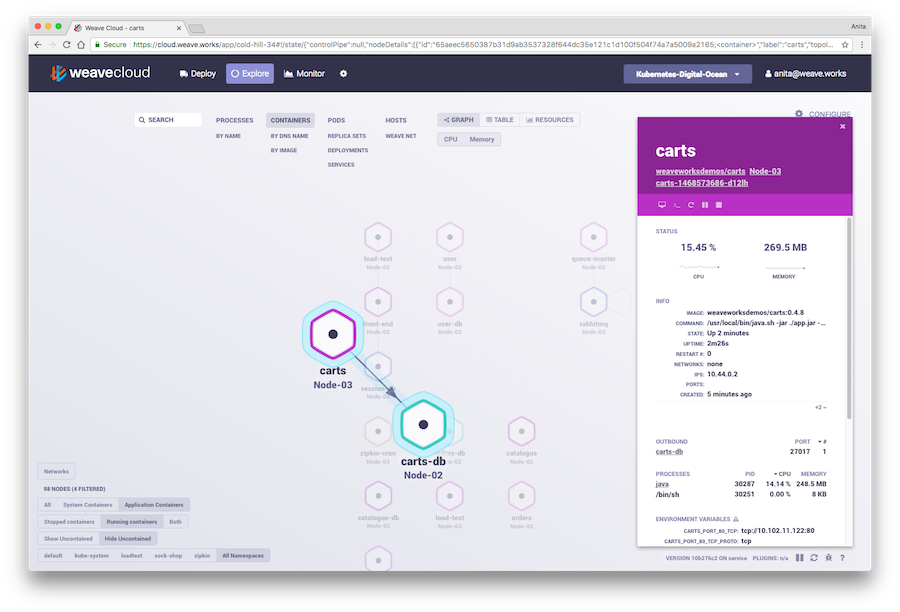 Weave Cloud – carts
Anita
Secure https://cloud.weave.works/app/cold-hill-34#!/state/{"controlPipe":null,"nodeDetails":[{"id":"65aeec5650387b31d9ab3537328f644dc35e121c1d100f504f74a7a5009a2165;<container>","label":"carts","topol...
weavecloud Deploy Explore Monitor Kubernetes-Digital-Ocean anita@weave.works
SEARCH PROCESSES CONTAINERS PODS HOSTS GRAPH TABLE RESOURCES CONFIGURE
BY NAME BY DNS NAME REPLICA SETS WEAVE NET CPU Memory
BY IMAGE DEPLOYMENTS
SERVICES
carts
weaveworksdemos/carts Node-03
carts-1468573686-d12lh
STATUS
15.45 % 269.5 MB
CPU MEMORY
INFO
IMAGE: weaveworksdemos/carts:0.4.8
COMMAND: /usr/local/bin/java.sh -jar ./app.jar -...
STATE: Up 2 minutes
UPTIME: 2m26s
RESTART #: 0
NETWORKS: none
IPS: 10.44.0.2
PORTS:
CREATED: 5 minutes ago
+2
OUTBOUND PORT #
carts-db 27017 1
PROCESSES PID CPU MEMORY
java 30287 14.14 % 248.5 MB
/bin/sh 30251 0.00 % 8 KB
ENVIRONMENT VARIABLES
CARTS_PORT_80_TCP: tcp://10.102.11.122:80
CARTS_PORT_80_TCP_PROTO: tcp
load-test
Node-02
user
Node-03
queue-master
Node-02
front-end
Node-03
user-db
Node-03
rabbitmq
Node-03
carts
Node-03
carts-db
Node-02
zipkin-cron
Node-03
catalogue
Node-02
catalogue-db
Node-02
load-test
Node-02
orders
Node-02
Networks
98 NODES (4 FILTERED)
All System Containers Application Containers
Stopped containers Running containers Both
Show Uncontained Hide Uncontained
default kube-system loadtest sock-shop zipkin All Namespaces
VERSION 10b276c2 ON service PLUGINS: n/a